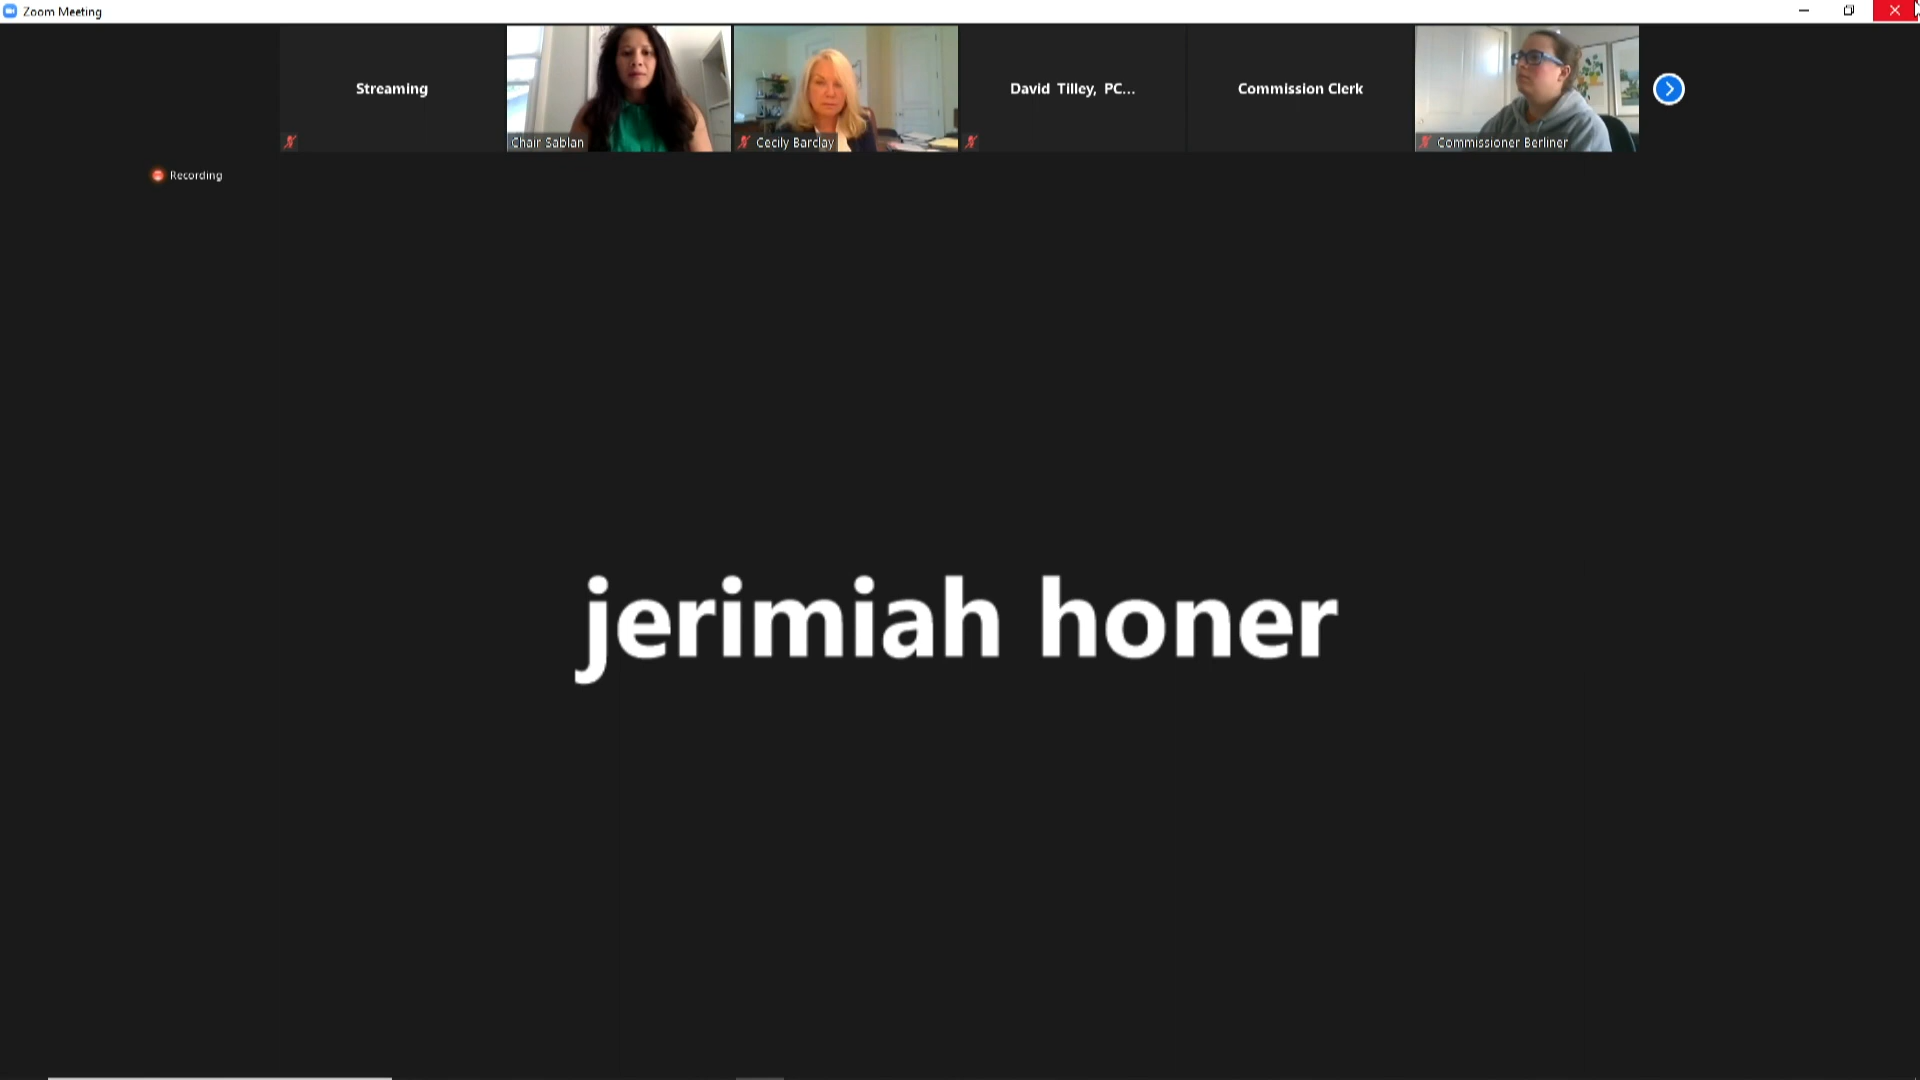 Zoom Meeting
Streaming
Chair Sablan
Cecily Barclay
David Tilley, PC...
Commission Clerk
Commissioner Berliner
Recording
jerimiah honer